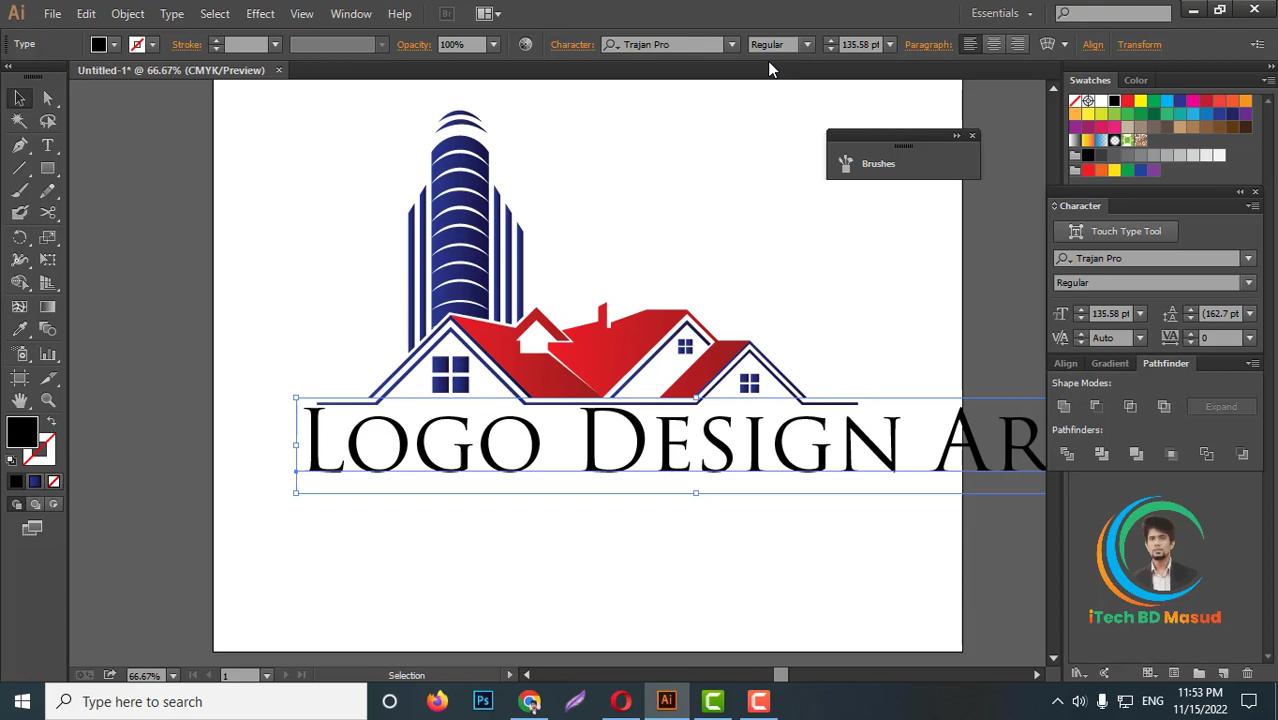 Ai File Edit Object Type Select Effect View Window Help Br Essentials
Type Stroke: Opacity: 100% Character: Trajan Pro Regular 135.58 pt Paragraph: Align Transform
Untitled-1* @ 66.67% (CMYK/Preview) ×
Swatches Color
Brushes
Character
Touch Type Tool
Trajan Pro
Regular
135.58 pt (162.7 pt
Auto 0
Align Gradient Pathfinder
Shape Modes:
Expand
Pathfinders:
LOGO DESIGN AR
iTech BD Masud
66.67% 1 Selection
Type here to search
Ps Ai ENG
11:53 PM
11/15/2022